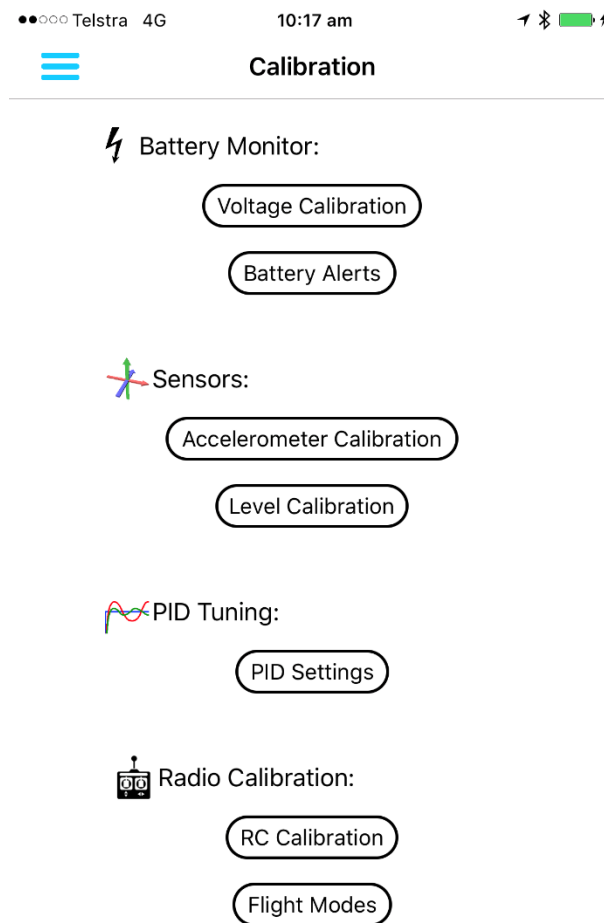 Telstra 4G 10:17 am
Calibration
Battery Monitor:
Voltage Calibration
Battery Alerts
Sensors:
Accelerometer Calibration
Level Calibration
PID Tuning:
PID Settings
Radio Calibration:
RC Calibration
Flight Modes